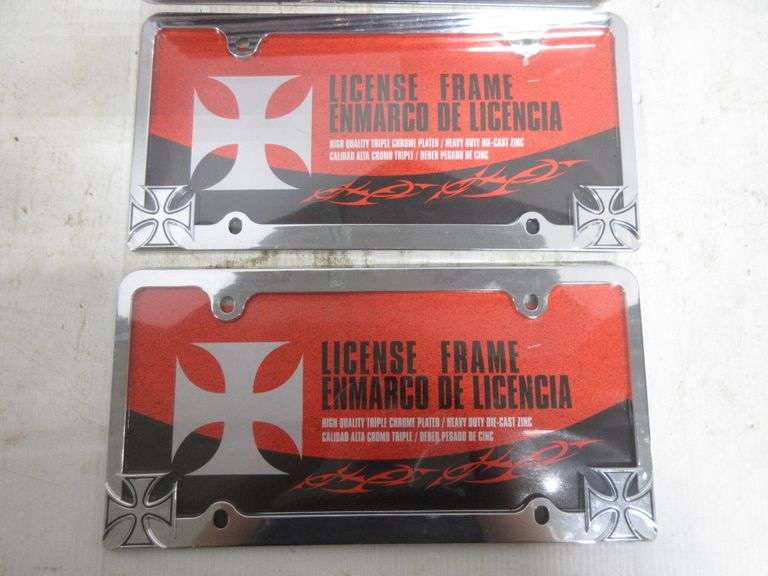 LICENSE FRAME
ENMARCO DE LICENCIA
HIGH QUALITY TRIPLE CHROME PLATED / HEAVY DUTY DIE-CAST ZINC
CALIDAD ALTA CROMO TRIPLE / DEBER PESADO DE CINC
LICENSE FRAME
ENMARCO DE LICENCIA
HIGH QUALITY TRIPLE CHROME PLATED / HEAVY DUTY DIE-CAST ZINC
CALIDAD ALTA CROMO TRIPLE / DEBER PESADO DE CINC